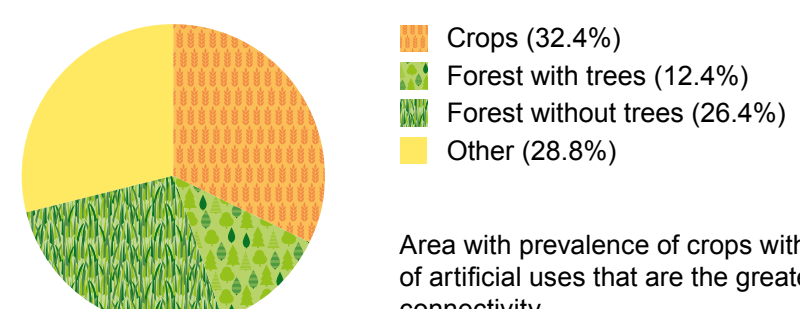 Crops (32.4%)
Forest with trees (12.4%)
Forest without trees (26.4%)
Other (28.8%)
Area with prevalence of crops with
of artificial uses that are the
connectivity